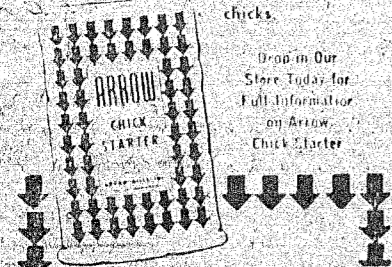 chicks.
Drop in Our
Store Today for
Full Information
on Arrow
Chick Starter
ARROW
CHICK
STARTER